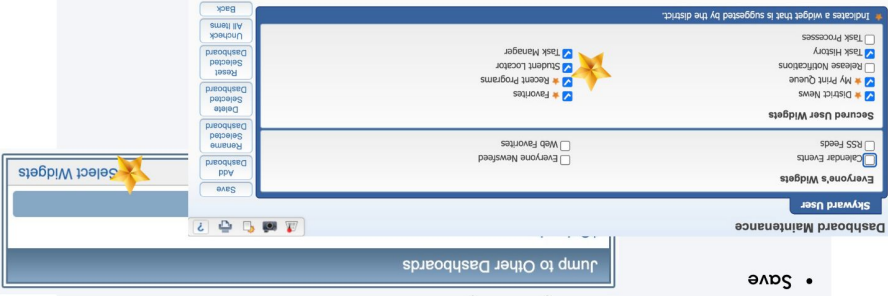 • Save
Jump to Other Dashboards
Select Widgets
Dashboard Maintenance
?
Skyward User
Everyone's Widgets
Calendar Events
Everyone Newsfeed
RSS Feeds
Web Favorites
Secured User Widgets
District News
Favorites
My Print Queue
Recent Programs
Release Notifications
Student Locator
Task History
Task Manager
Task Processes
Indicates a widget that is suggested by the district.
Save
Add
Dashboard
Rename
Selected
Dashboard
Delete
Selected
Dashboard
Reset
Selected
Dashboard
Uncheck
All Items
Back